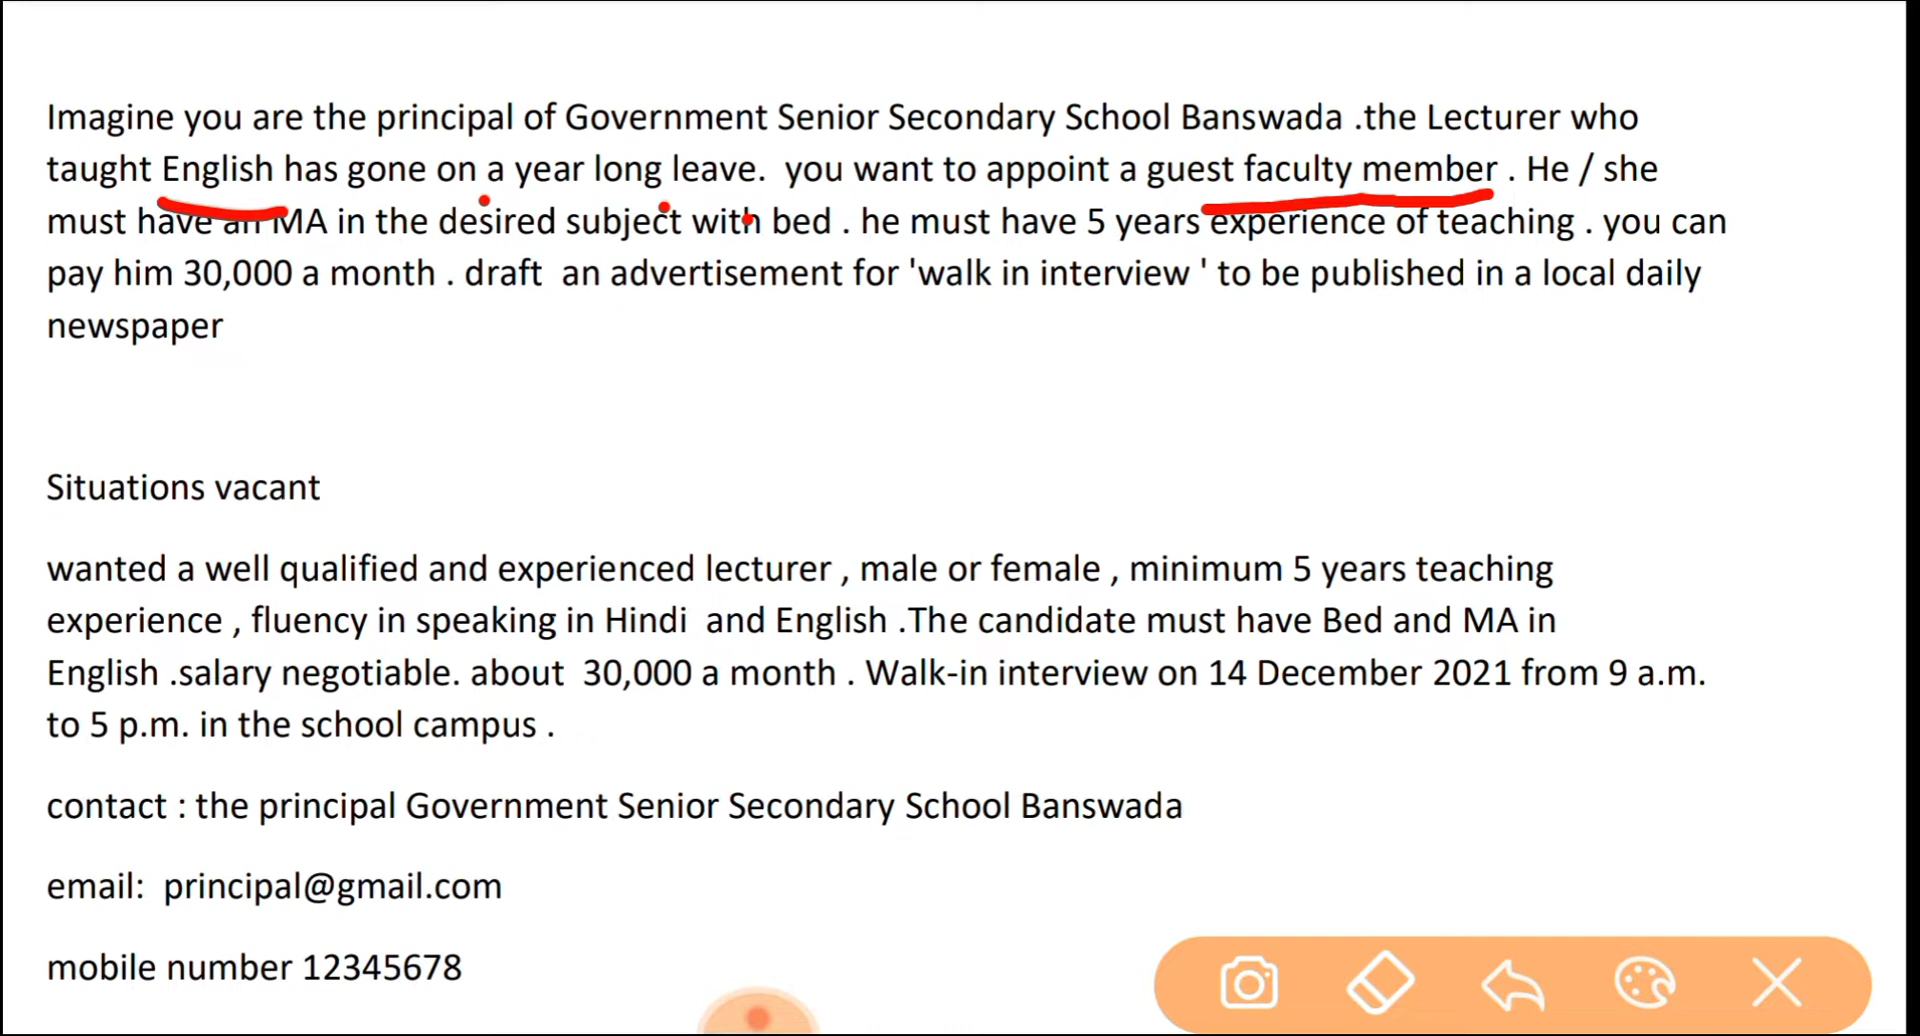 Imagine you are the principal of Government Senior Secondary School Banswada .the Lecturer who
taught English has gone on a year long leave.  you want to appoint a guest faculty member . He / she
must have an MA in the desired subject with bed . he must have 5 years experience of teaching . you can
pay him 30,000 a month . draft  an advertisement for 'walk in interview ' to be published in a local daily
newspaper
Situations vacant
wanted a well qualified and experienced lecturer , male or female , minimum 5 years teaching
experience , fluency in speaking in Hindi  and English .The candidate must have Bed and MA in
English .salary negotiable. about  30,000 a month . Walk-in interview on 14 December 2021 from 9 a.m.
to 5 p.m. in the school campus .
contact : the principal Government Senior Secondary School Banswada
email:  principal@gmail.com
mobile number 12345678